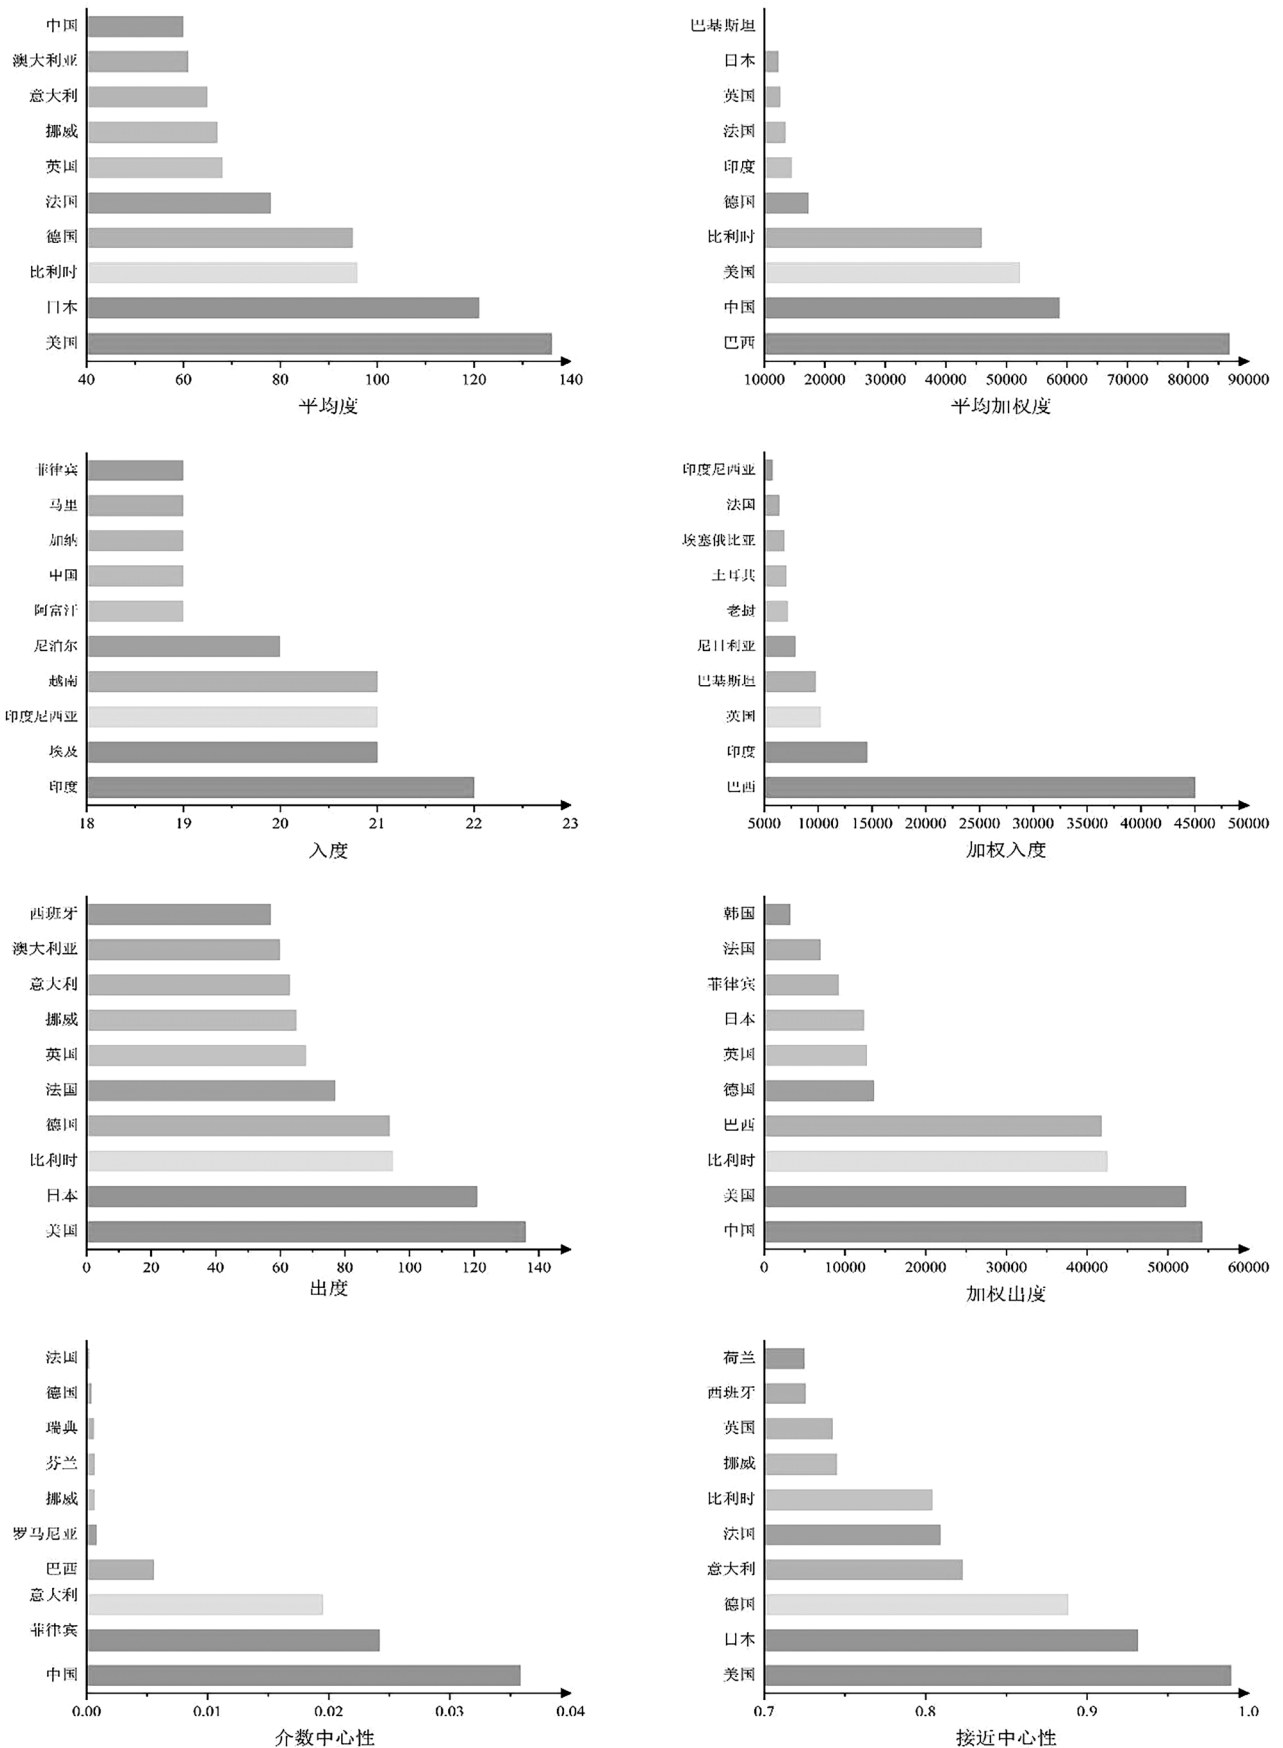 中国
澳大利亚
意大利
挪威
英国
法国
德国
比利时
日本
美国
40 60 80 100 120 140
平均度
巴基斯坦
日本
英国
法国
印度
德国
比利时
美国
中国
巴西
10000 20000 30000 40000 50000 60000 70000 80000 90000
平均加权度
菲律宾
马里
加纳
中国
阿富汗
尼泊尔
越南
印度尼西亚
埃及
印度
18 19 20 21 22 23
入度
印度尼西亚
法国
埃塞俄比亚
土耳其
老挝
尼日利亚
巴基斯坦
英国
印度
巴西
5000 10000 15000 20000 25000 30000 35000 40000 45000 50000
加权入度
西班牙
澳大利亚
意大利
挪威
英国
法国
德国
比利时
日本
美国
0 20 40 60 80 100 120 140
出度
韩国
法国
菲律宾
日本
英国
德国
巴西
比利时
美国
中国
0 10000 20000 30000 40000 50000 60000
加权出度
法国
德国
瑞典
芬兰
挪威
罗马尼亚
巴西
意大利
菲律宾
中国
0.00 0.01 0.02 0.03 0.04
介数中心性
荷兰
西班牙
英国
挪威
比利时
法国
意大利
德国
日本
美国
0.7 0.8 0.9 1.0
接近中心性